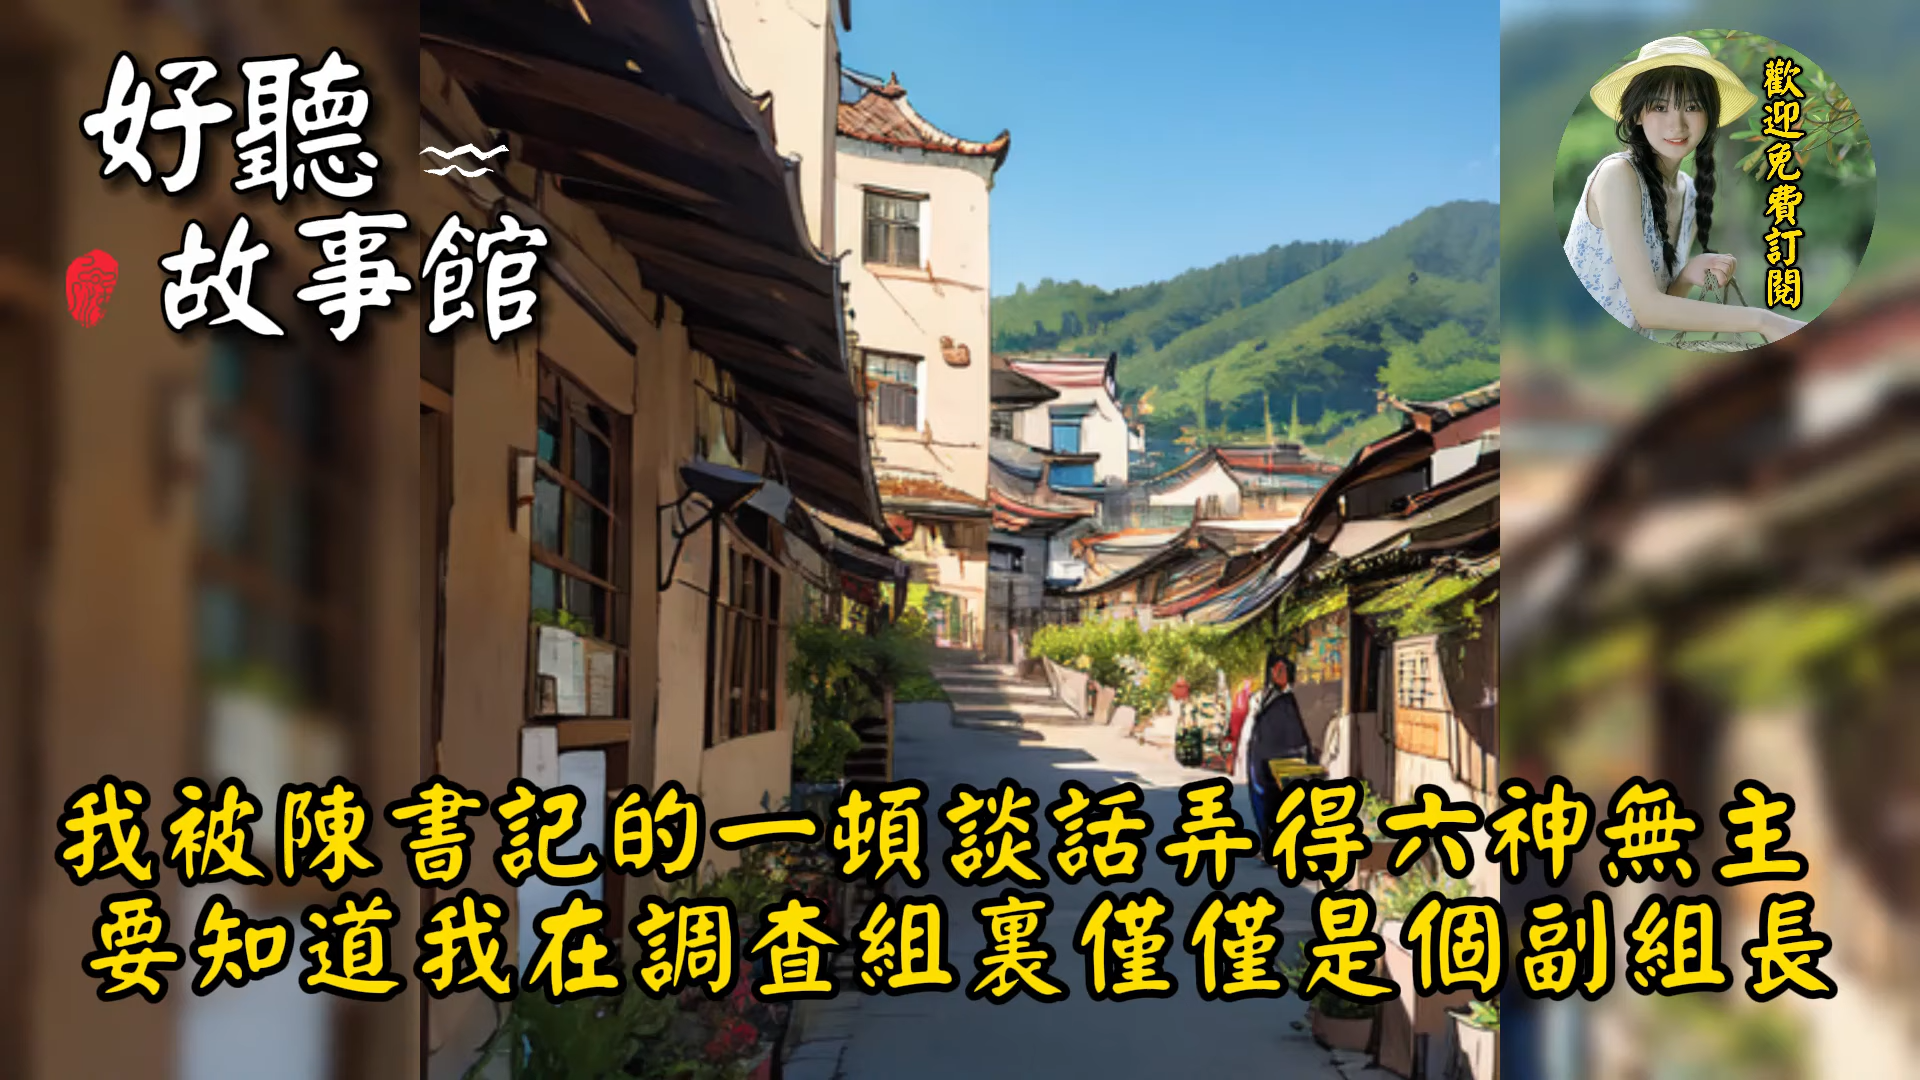 好聽
故事館
歡迎免費訂閱
我被陳書記的一頓談話弄得六神無主
要知道我在調查組裏僅僅是個副組長